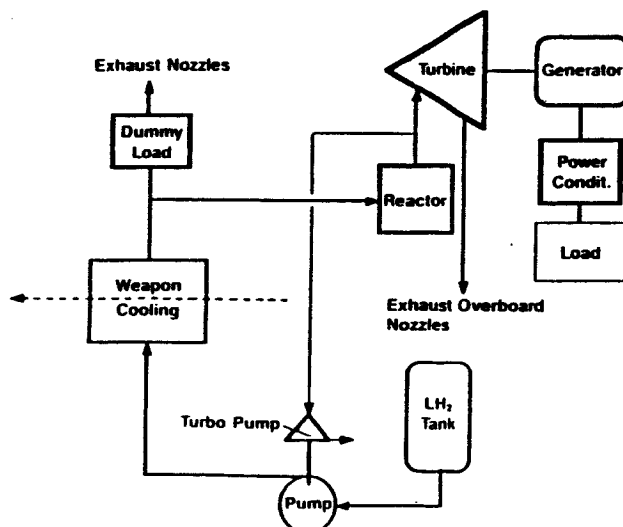 Exhaust Nozzles
Dummy
Load
Turbine
Generator
Power
Condit.
Reactor
Load
Weapon
Cooling
Exhaust Overboard
Nozzles
LH₂
Tank
Turbo Pump
Pump